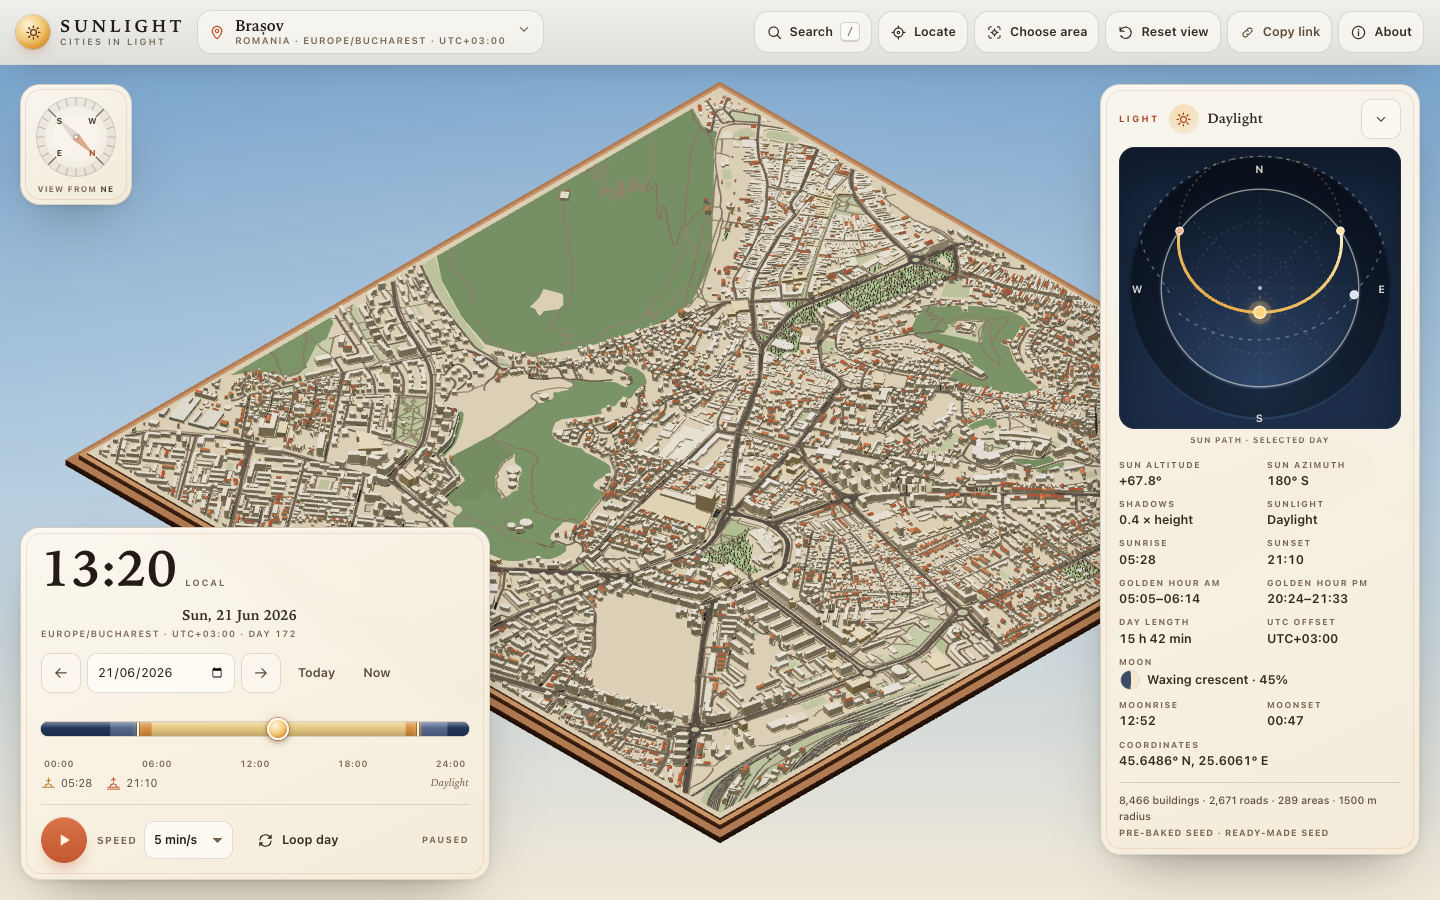 SUNLIGHT
CITIES IN LIGHT
Brașov
ROMANIA · EUROPE/BUCHAREST · UTC+03:00
Search /
Locate
Choose area
Reset view
Copy link
About
S W
E N
VIEW FROM NE
LIGHT Daylight
N
W E
S
SUN PATH · SELECTED DAY
SUN ALTITUDE SUN AZIMUTH
+67.8° 180° S
SHADOWS SUNLIGHT
0.4 × height Daylight
SUNRISE SUNSET
05:28 21:10
GOLDEN HOUR AM GOLDEN HOUR PM
05:05–06:14 20:24–21:33
DAY LENGTH UTC OFFSET
15 h 42 min UTC+03:00
MOON
Waxing crescent · 45%
MOONRISE MOONSET
12:52 00:47
COORDINATES
45.6486° N, 25.6061° E
8,466 buildings · 2,671 roads · 289 areas · 1500 m
radius
PRE-BAKED SEED · READY-MADE SEED
13:20 LOCAL
Sun, 21 Jun 2026
EUROPE/BUCHAREST · UTC+03:00 · DAY 172
21/06/2026 Today Now
00:00 06:00 12:00 18:00 24:00
05:28 21:10 Daylight
SPEED 5 min/s Loop day PAUSED